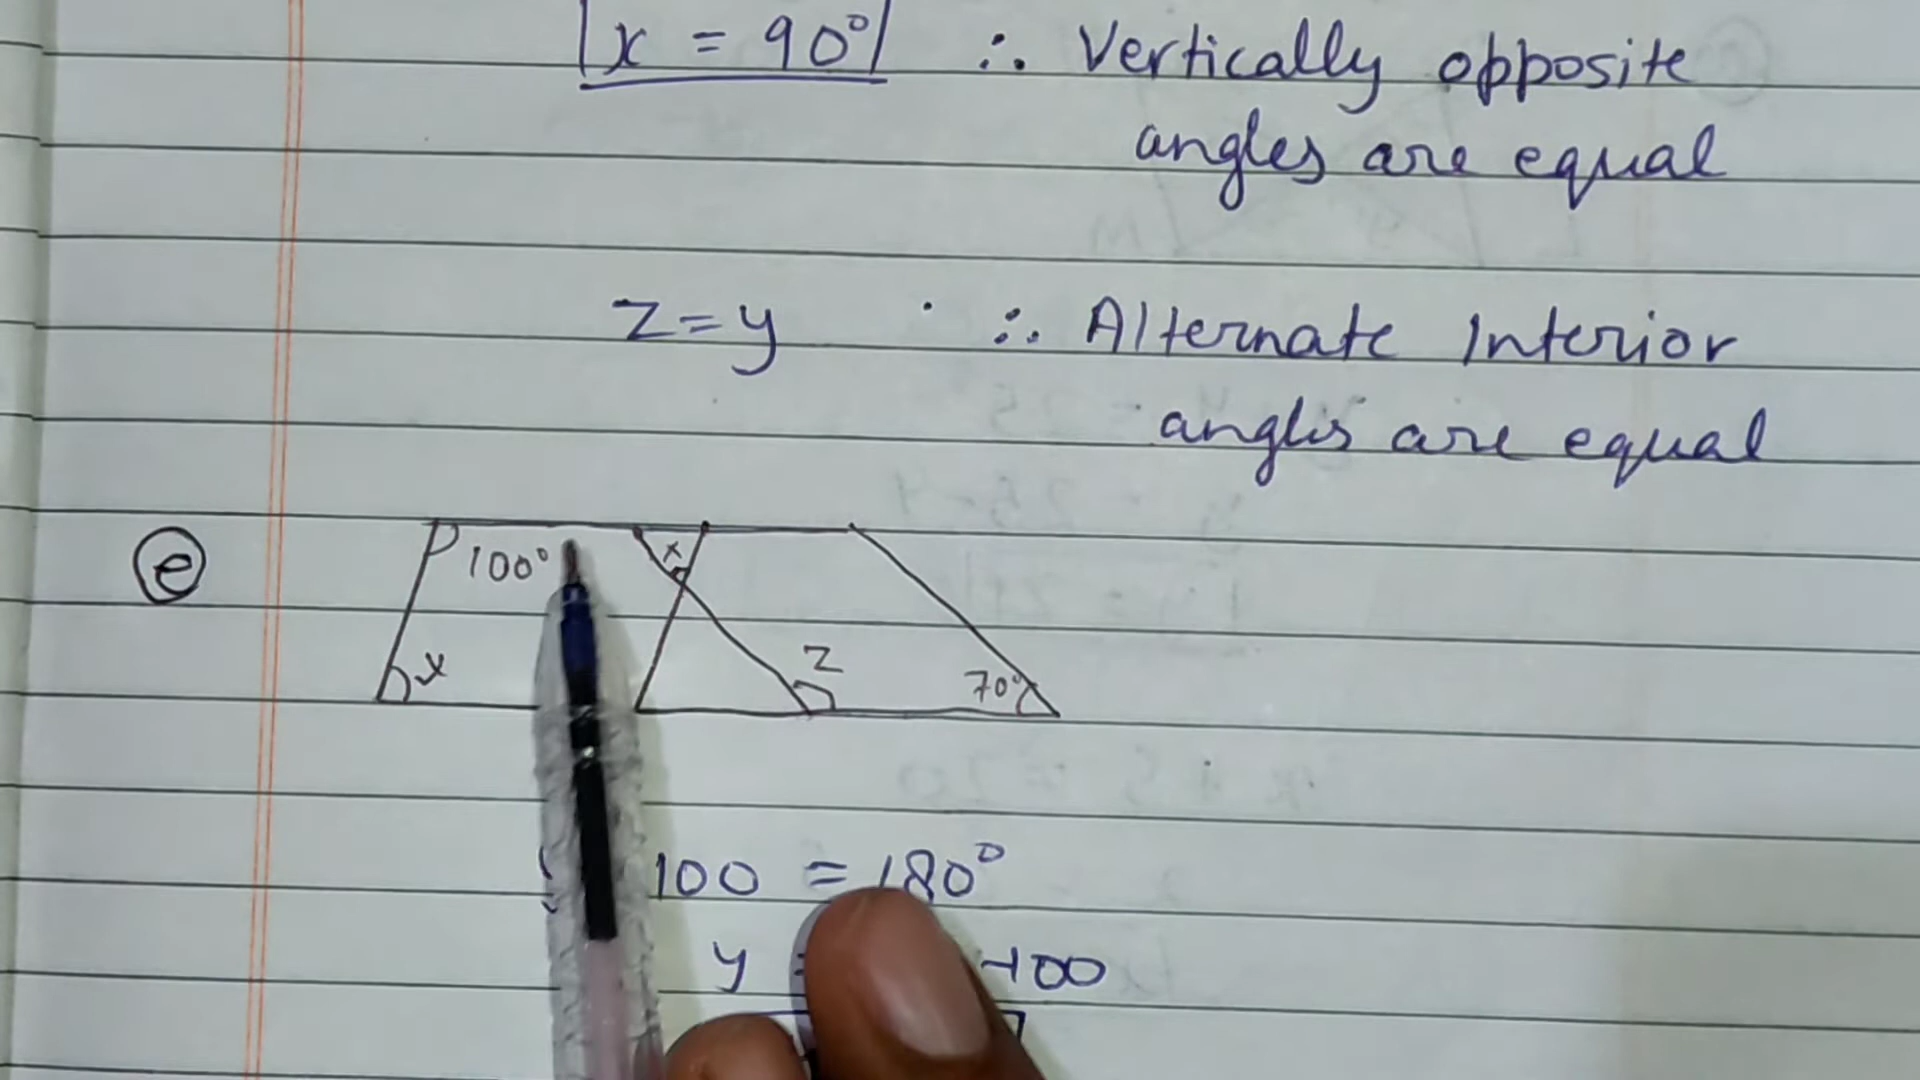 x = 90° ∴ Vertically opposite
angles are equal
z = y ∴ Alternate Interior
angles are equal
e
100° x
x z 70°
100 = 180°
y 100